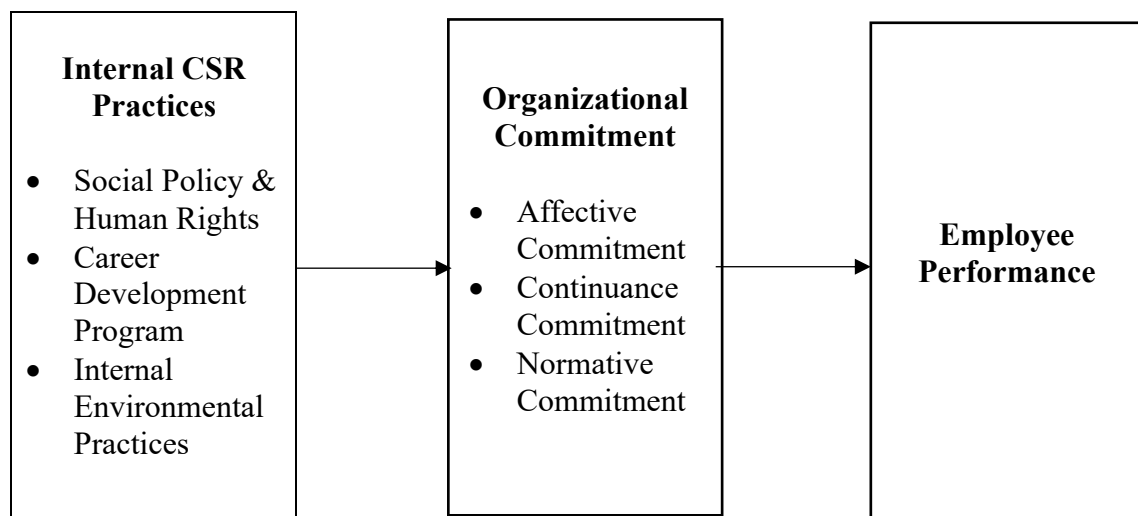 Internal CSR
Practices
• Social Policy &
Human Rights
• Career
Development
Program
• Internal
Environmental
Practices
Organizational
Commitment
• Affective
Commitment
• Continuance
Commitment
• Normative
Commitment
Employee
Performance